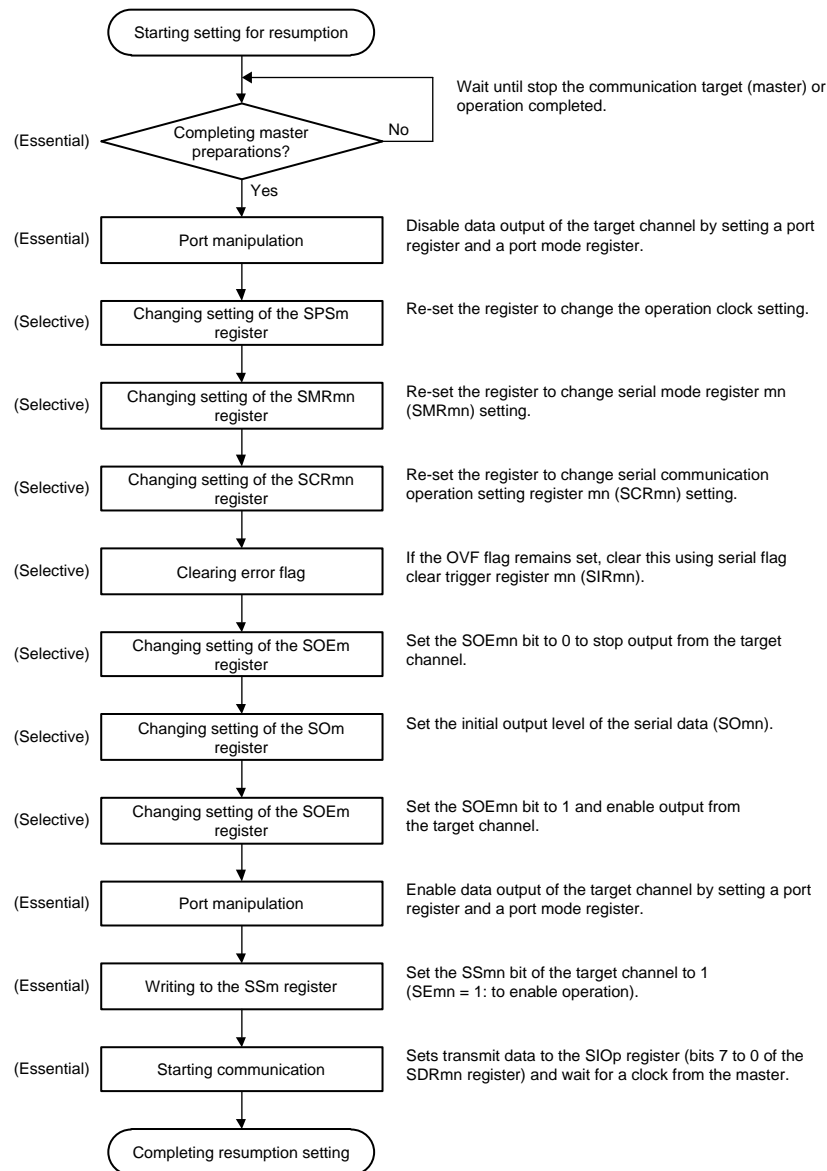 Starting setting for resumption
Wait until stop the communication target (master) or
operation completed.
(Essential)
Completing master
preparations?
No
Yes
(Essential)
Port manipulation
Disable data output of the target channel by setting a port
register and a port mode register.
(Selective)
Changing setting of the SPSm
register
Re-set the register to change the operation clock setting.
(Selective)
Changing setting of the SMRmn
register
Re-set the register to change serial mode register mn
(SMRmn) setting.
(Selective)
Changing setting of the SCRmn
register
Re-set the register to change serial communication
operation setting register mn (SCRmn) setting.
(Selective)
Clearing error flag
If the OVF flag remains set, clear this using serial flag
clear trigger register mn (SIRmn).
(Selective)
Changing setting of the SOEm
register
Set the SOEmn bit to 0 to stop output from the target
channel.
(Selective)
Changing setting of the SOm
register
Set the initial output level of the serial data (SOmn).
(Selective)
Changing setting of the SOEm
register
Set the SOEmn bit to 1 and enable output from
the target channel.
(Essential)
Port manipulation
Enable data output of the target channel by setting a port
register and a port mode register.
(Essential)
Writing to the SSm register
Set the SSmn bit of the target channel to 1
(SEmn = 1: to enable operation).
(Essential)
Starting communication
Sets transmit data to the SIOp register (bits 7 to 0 of the
SDRmn register) and wait for a clock from the master.
Completing resumption setting